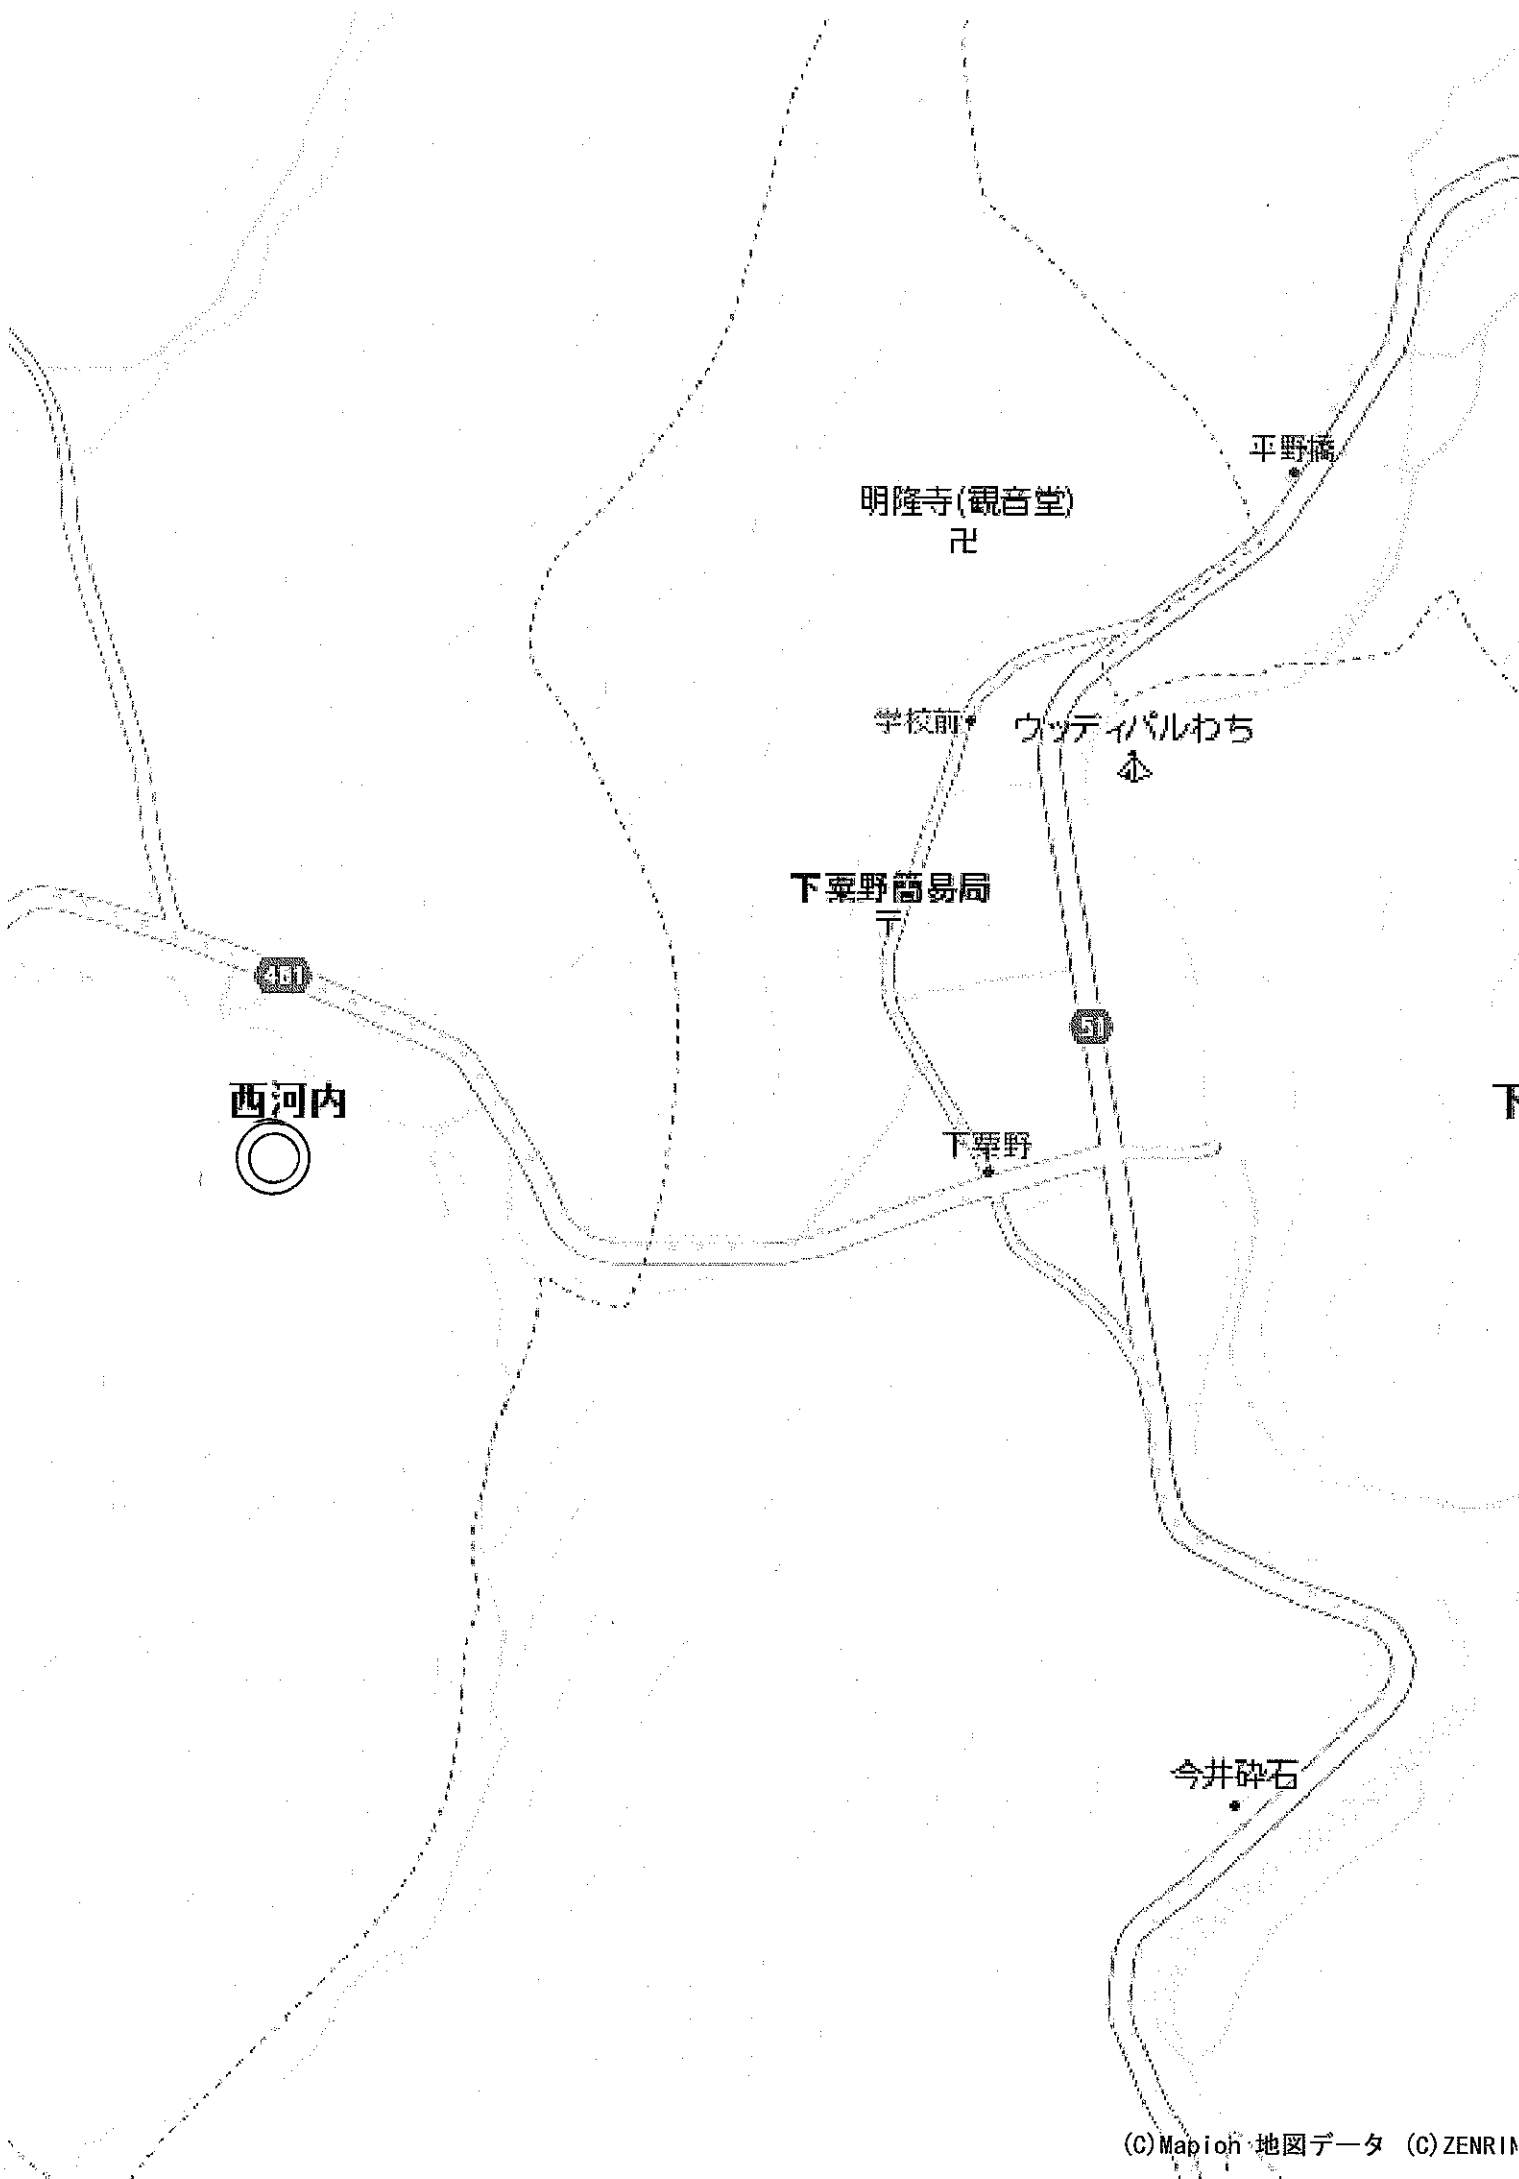 平野橋
明隆寺(観音堂)
学校前
ウッディパルわち
下粟野簡易局
〒
51
西河内
下
下粟野
今井砕石
(C)Mapion 地図データ (C)ZENRIN